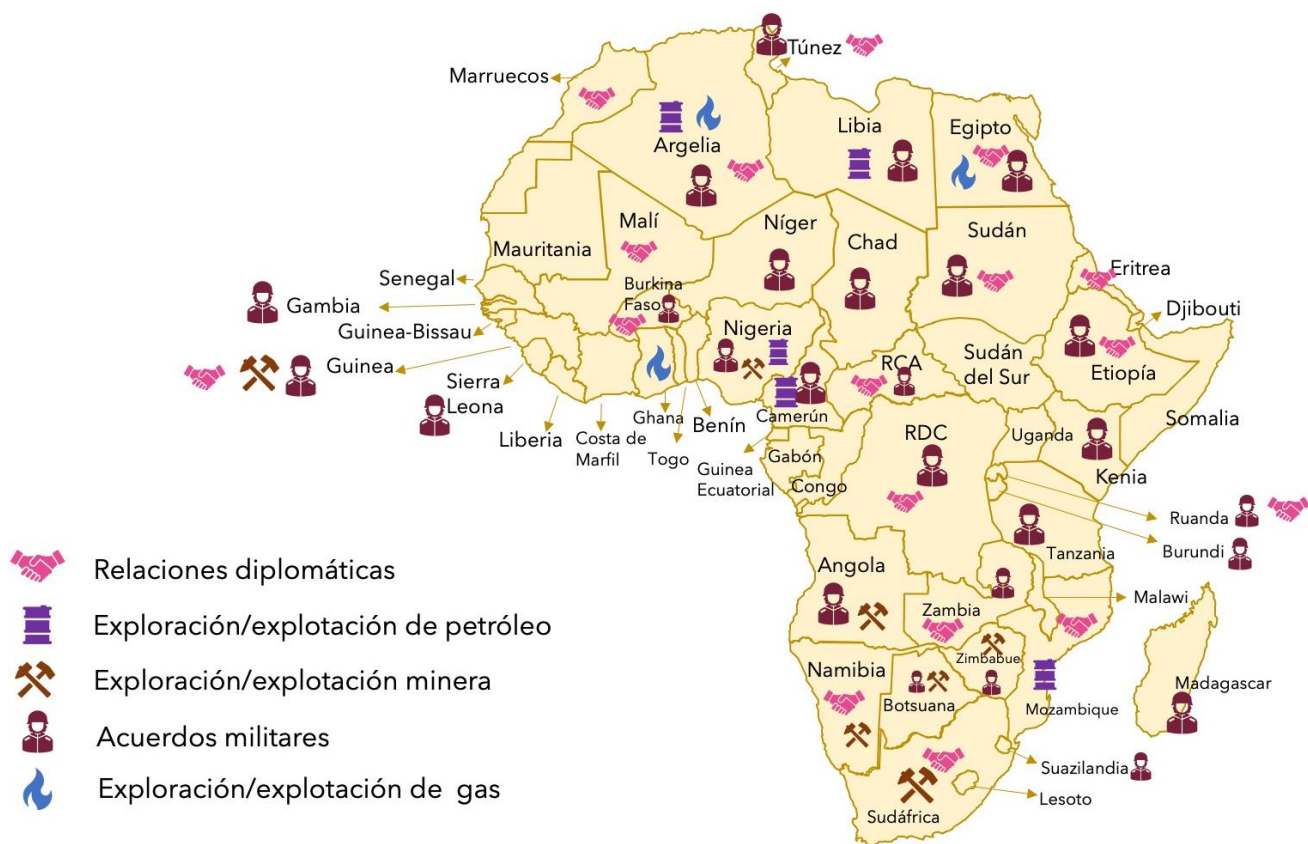 Túnez
Marruecos
Libia
Egipto
Argelia
Malí
Níger
Chad
Sudán
Mauritania
Senegal
Burkina
Faso
Eritrea
Gambia
Djibouti
Guinea-Bissau
Nigeria
Guinea
RCA
Sudán
del Sur
Etiopía
Sierra
Leona
Ghana
Benín
Camerún
Somalia
Liberia
Costa de
Marfil
Togo
Guinea
Ecuatorial
Gabón
Congo
RDC
Uganda
Kenia
Ruanda
Burundi
Tanzania
Angola
Malawi
Zambia
Zimbabue
Namibia
Botsuana
Mozambique
Madagascar
Suazilandia
Lesoto
Sudáfrica
Relaciones diplomáticas
Exploración/explotación de petróleo
Exploración/explotación minera
Acuerdos militares
Exploración/explotación de gas